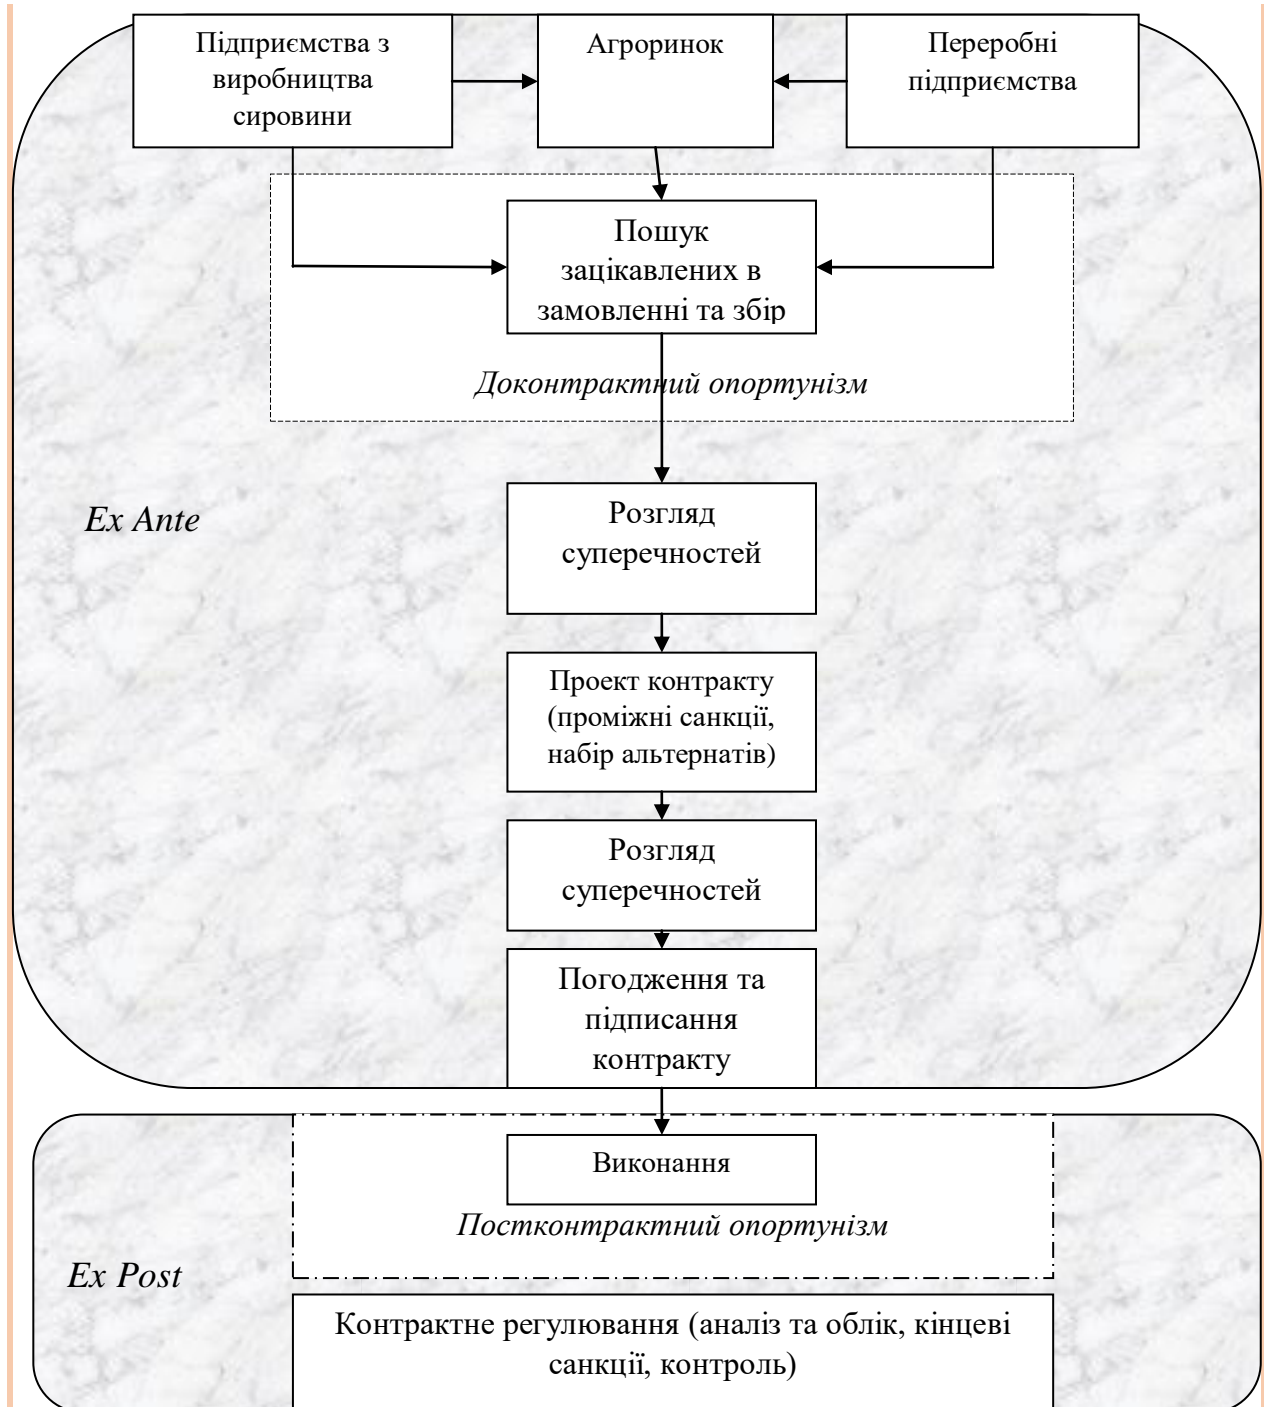 Підприємства з
виробництва
сировини
Агроринок
Переробні
підприємства
Пошук
зацікавлених в
замовленні та збір
Доконтрактний опортунізм
Ex Ante
Розгляд
суперечностей
Проект контракту
(проміжні санкції,
набір альтернатів)
Розгляд
суперечностей
Погодження та
підписання
контракту
Виконання
Постконтрактний опортунізм
Ex Post
Контрактне регулювання (аналіз та облік, кінцеві
санкції, контроль)